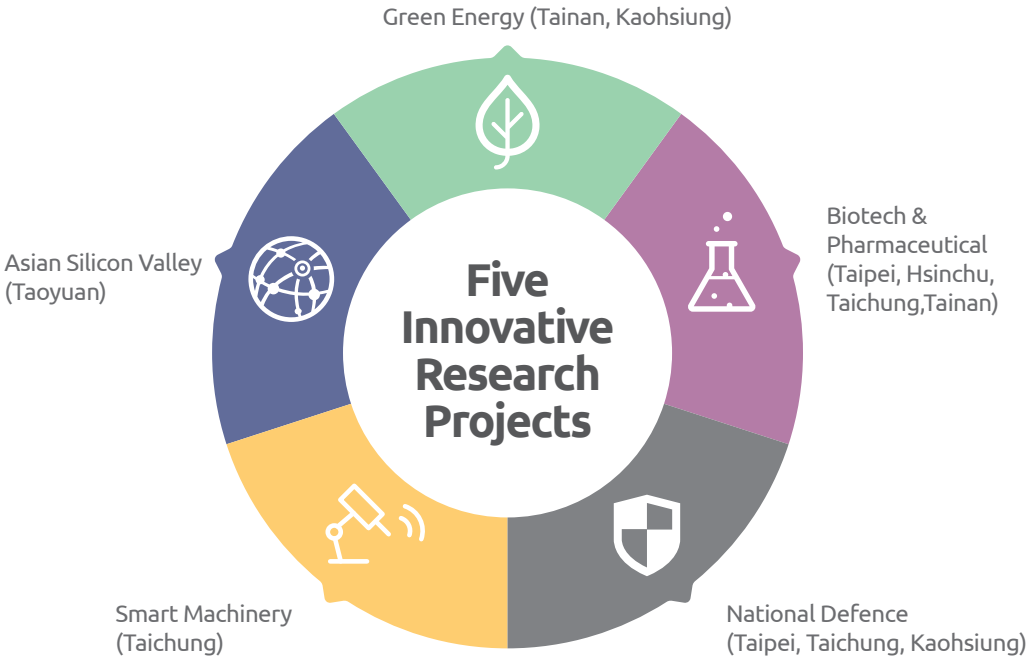 Green Energy (Tainan, Kaohsiung)
Biotech &
Pharmaceutical
(Taipei, Hsinchu,
Taichung,Tainan)
Asian Silicon Valley
(Taoyuan)
Five
Innovative
Research
Projects
Smart Machinery
(Taichung)
National Defence
(Taipei, Taichung, Kaohsiung)